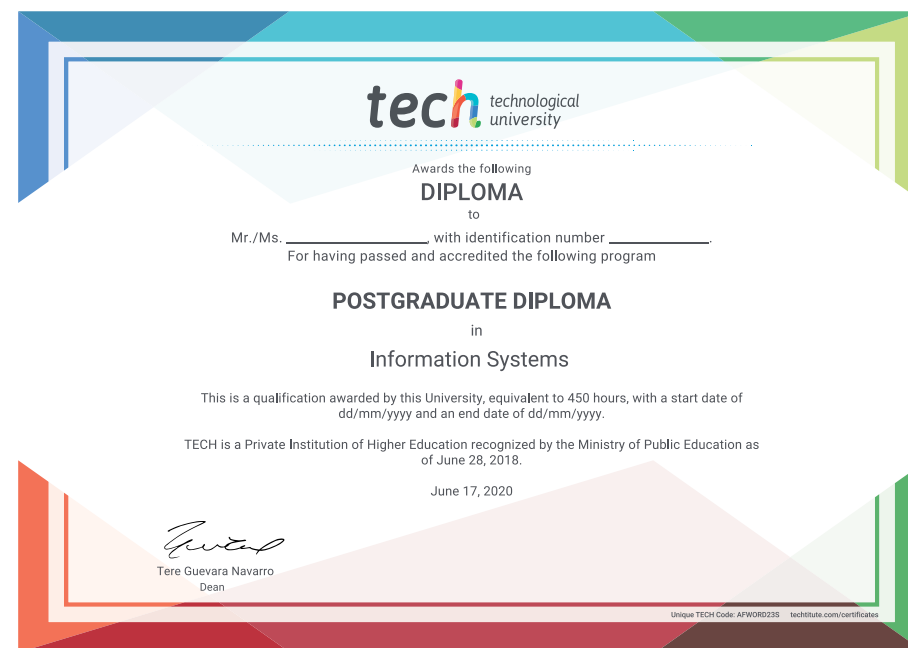 tech technological
university
Awards the following
DIPLOMA
to
Mr./Ms. ____________________, with identification number ______________.
For having passed and accredited the following program
POSTGRADUATE DIPLOMA
in
Information Systems
This is a qualification awarded by this University, equivalent to 450 hours, with a start date of
dd/mm/yyyy and an end date of dd/mm/yyyy.
TECH is a Private Institution of Higher Education recognized by the Ministry of Public Education as
of June 28, 2018.
June 17, 2020
Tere Guevara Navarro
Dean
Unique TECH Code: AFWORD23S techtitute.com/certificates